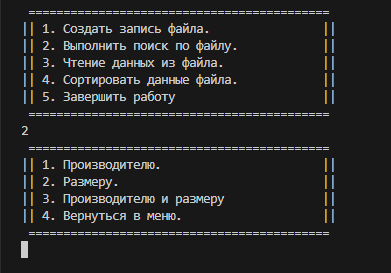 =========================================
|| 1. Создать запись файла. ||
|| 2. Выполнить поиск по файлу. ||
|| 3. Чтение данных из файла. ||
|| 4. Сортировать данные файла. ||
|| 5. Завершить работу ||
=========================================
2
=========================================
|| 1. Производителю. ||
|| 2. Размеру. ||
|| 3. Производителю и размеру ||
|| 4. Вернуться в меню. ||
=========================================